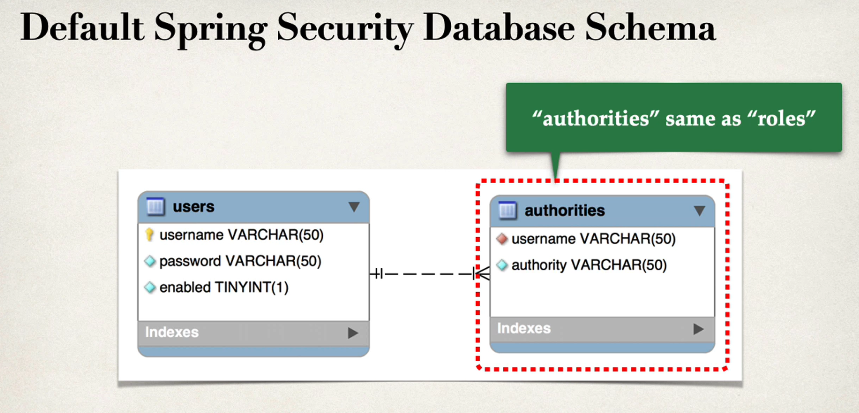 Default Spring Security Database Schema
“authorities” same as “roles”
users
username VARCHAR(50)
password VARCHAR(50)
enabled TINYINT(1)
Indexes
authorities
username VARCHAR(50)
authority VARCHAR(50)
Indexes